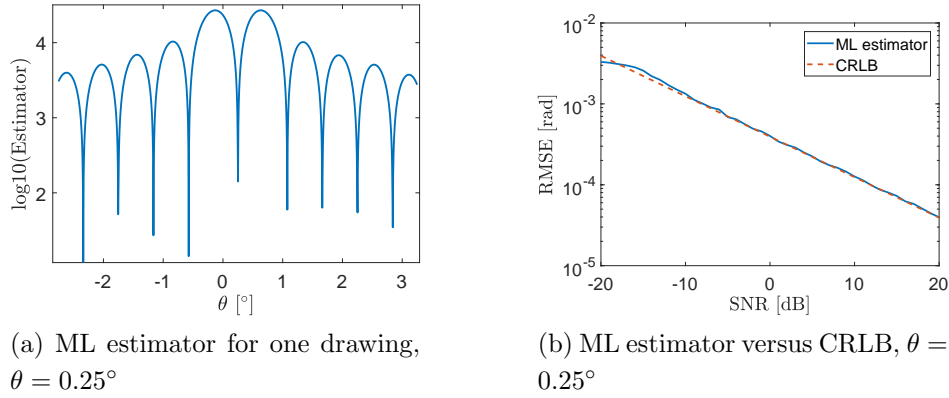 4
3
2
log10(Estimator)
-2 -1 0 1 2 3
θ [°]
(a) ML estimator for one drawing,
θ = 0.25°
10^-2
10^-3
10^-4
10^-5
RMSE [rad]
ML estimator
CRLB
-20 -10 0 10 20
SNR [dB]
(b) ML estimator versus CRLB, θ =
0.25°